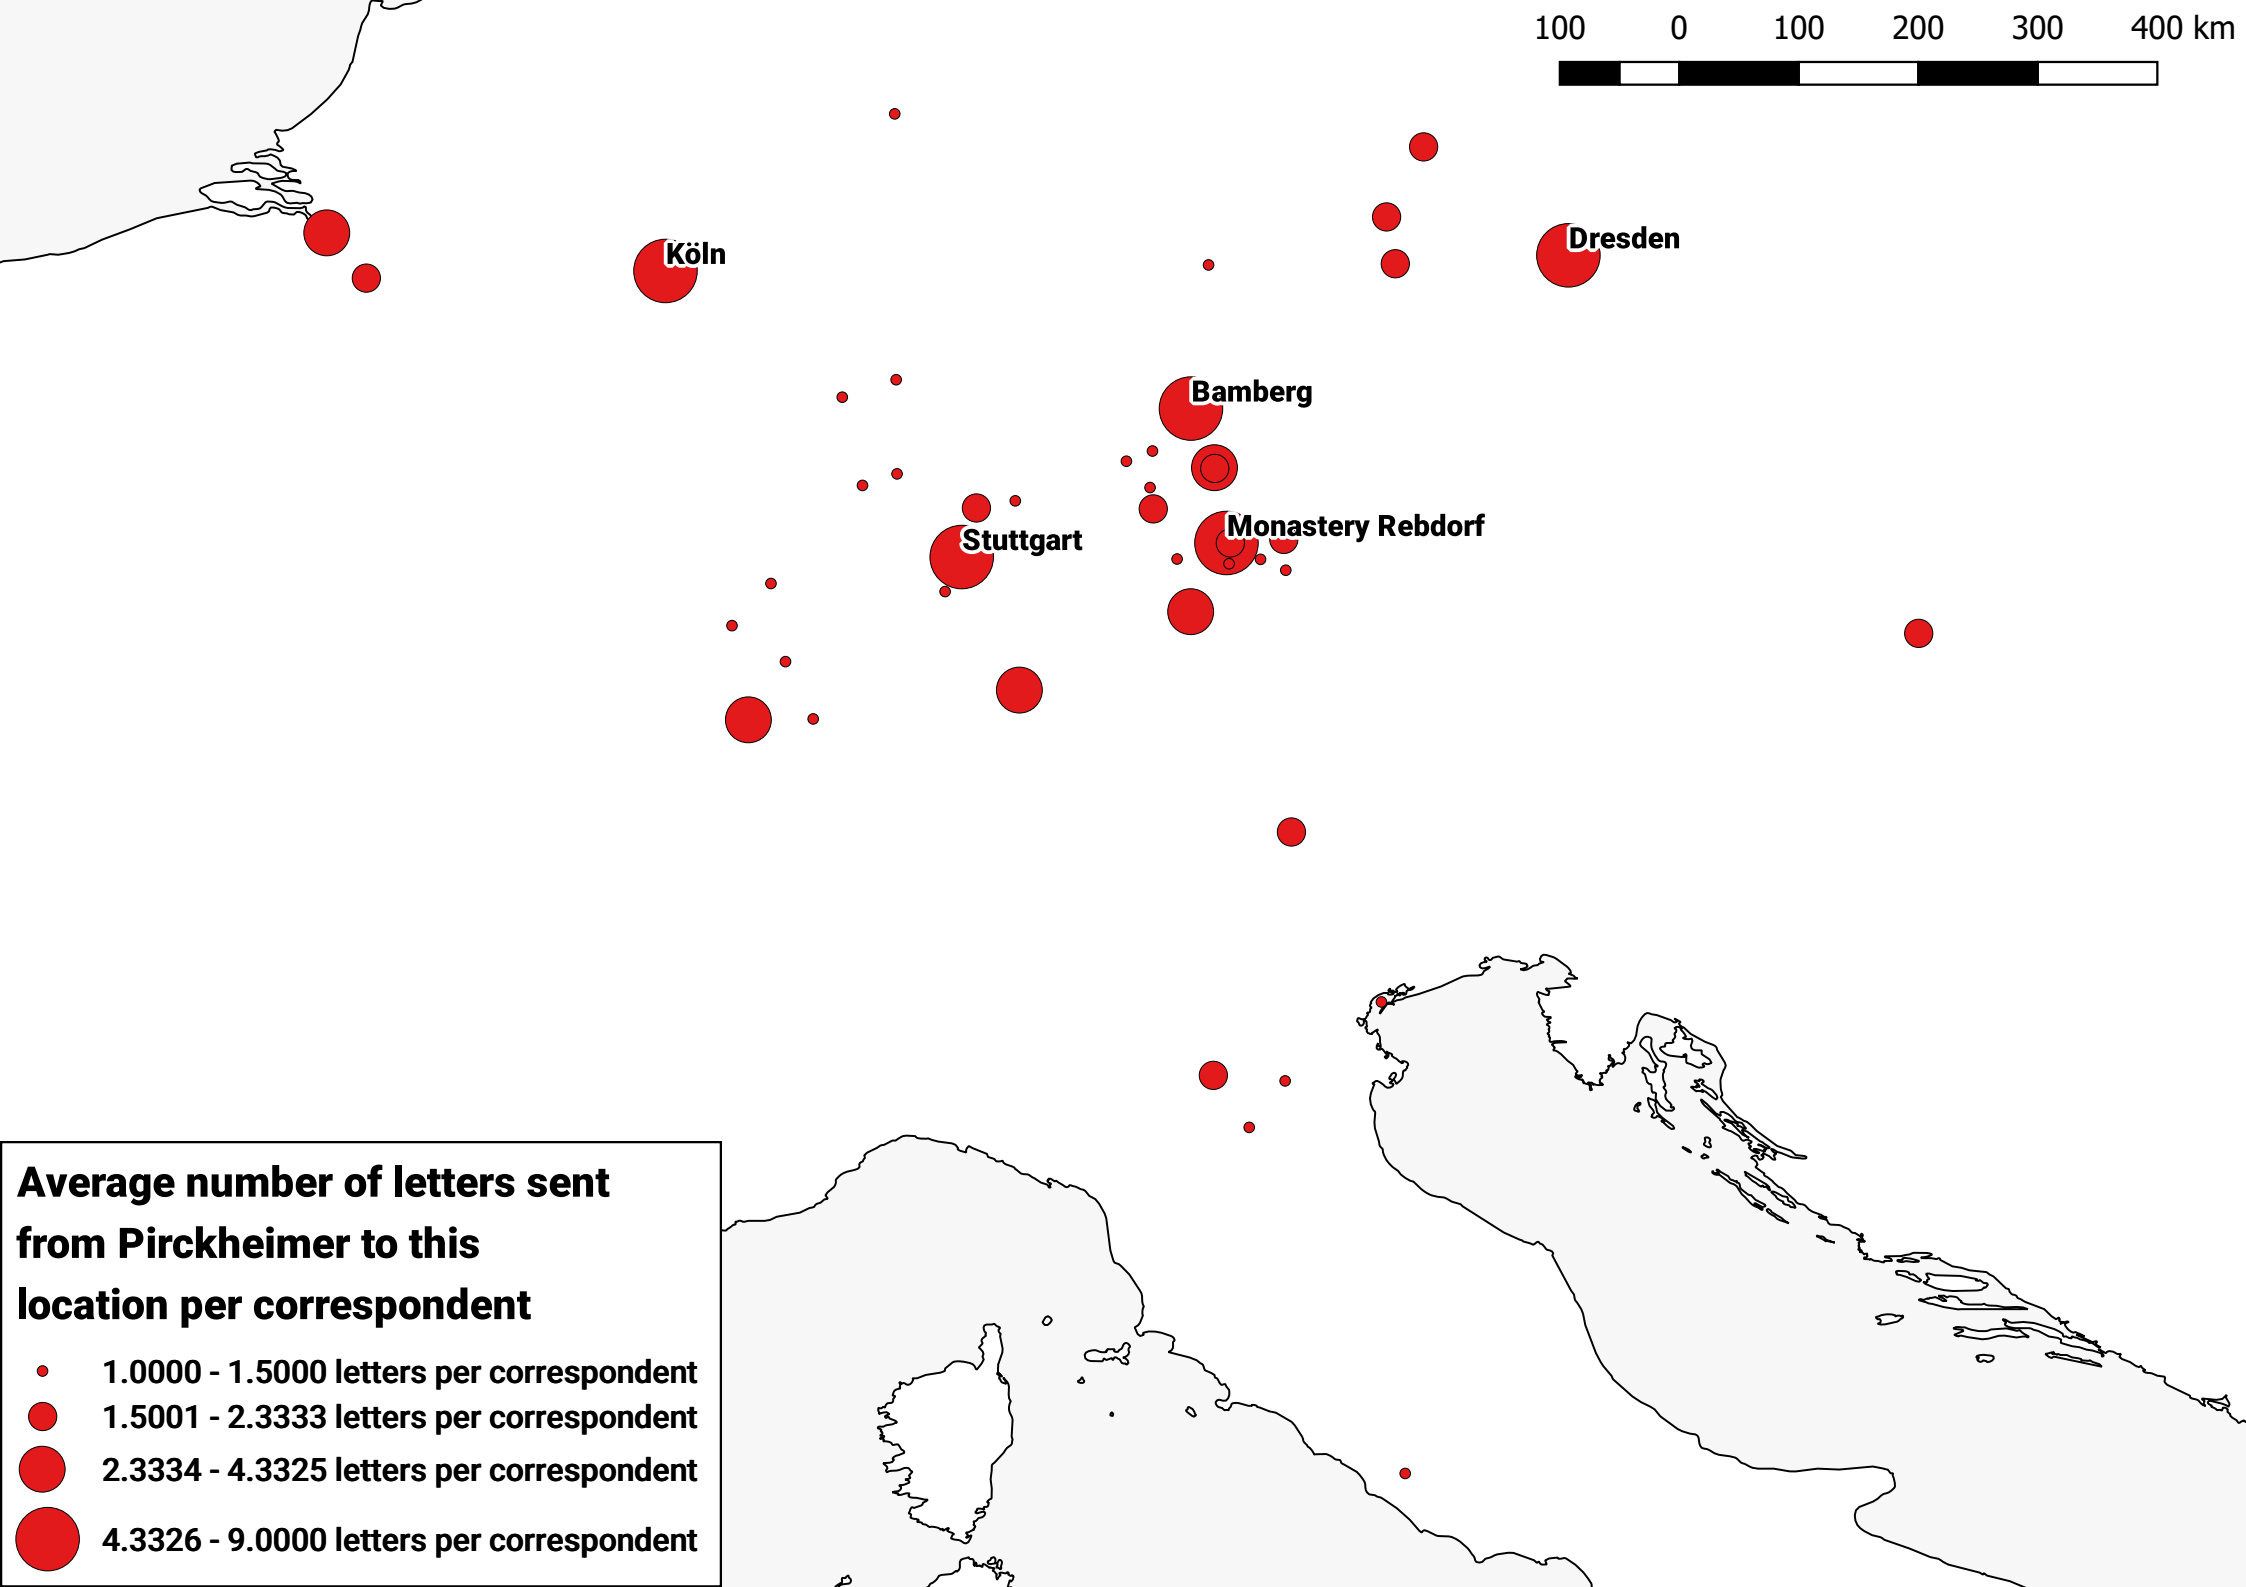 100 0 100 200 300 400 km
Köln
Dresden
Bamberg
Monastery Rebdorf
Stuttgart
Average number of letters sent
from Pirckheimer to this
location per correspondent
1.0000 - 1.5000 letters per correspondent
1.5001 - 2.3333 letters per correspondent
2.3334 - 4.3325 letters per correspondent
4.3326 - 9.0000 letters per correspondent